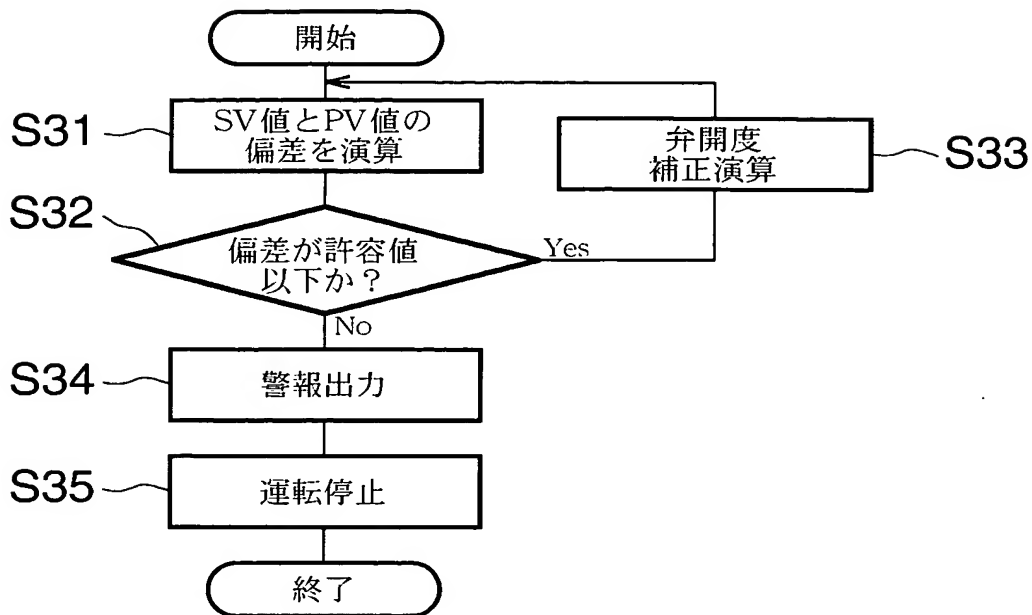 開始
S31
SV値とPV値の
偏差を演算
弁開度
補正演算
S33
S32
偏差が許容値
以下か？
Yes
No
S34
警報出力
S35
運転停止
終了